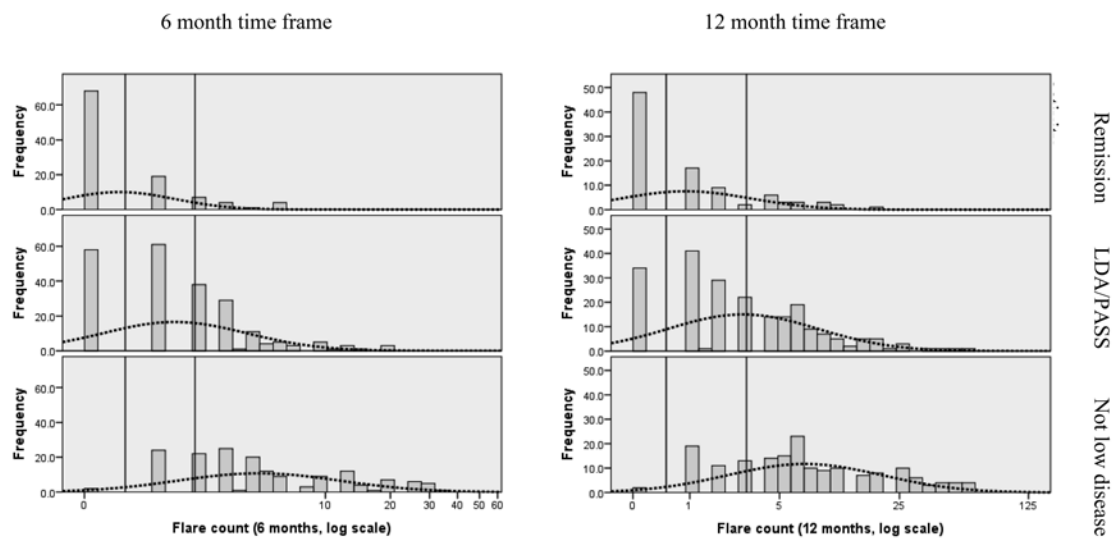 6 month time frame
12 month time frame
Frequency
60.0
40.0
20.0
0.0
Frequency
50.0
40.0
30.0
20.0
10.0
0.0
Remission
Frequency
60.0
40.0
20.0
0.0
Frequency
50.0
40.0
30.0
20.0
10.0
0.0
LDA/PASS
Frequency
60.0
40.0
20.0
0.0
Frequency
50.0
40.0
30.0
20.0
10.0
0.0
Not low disease
0 10 20 30 40 50 60
0 1 5 25 125
Flare count (6 months, log scale)
Flare count (12 months, log scale)